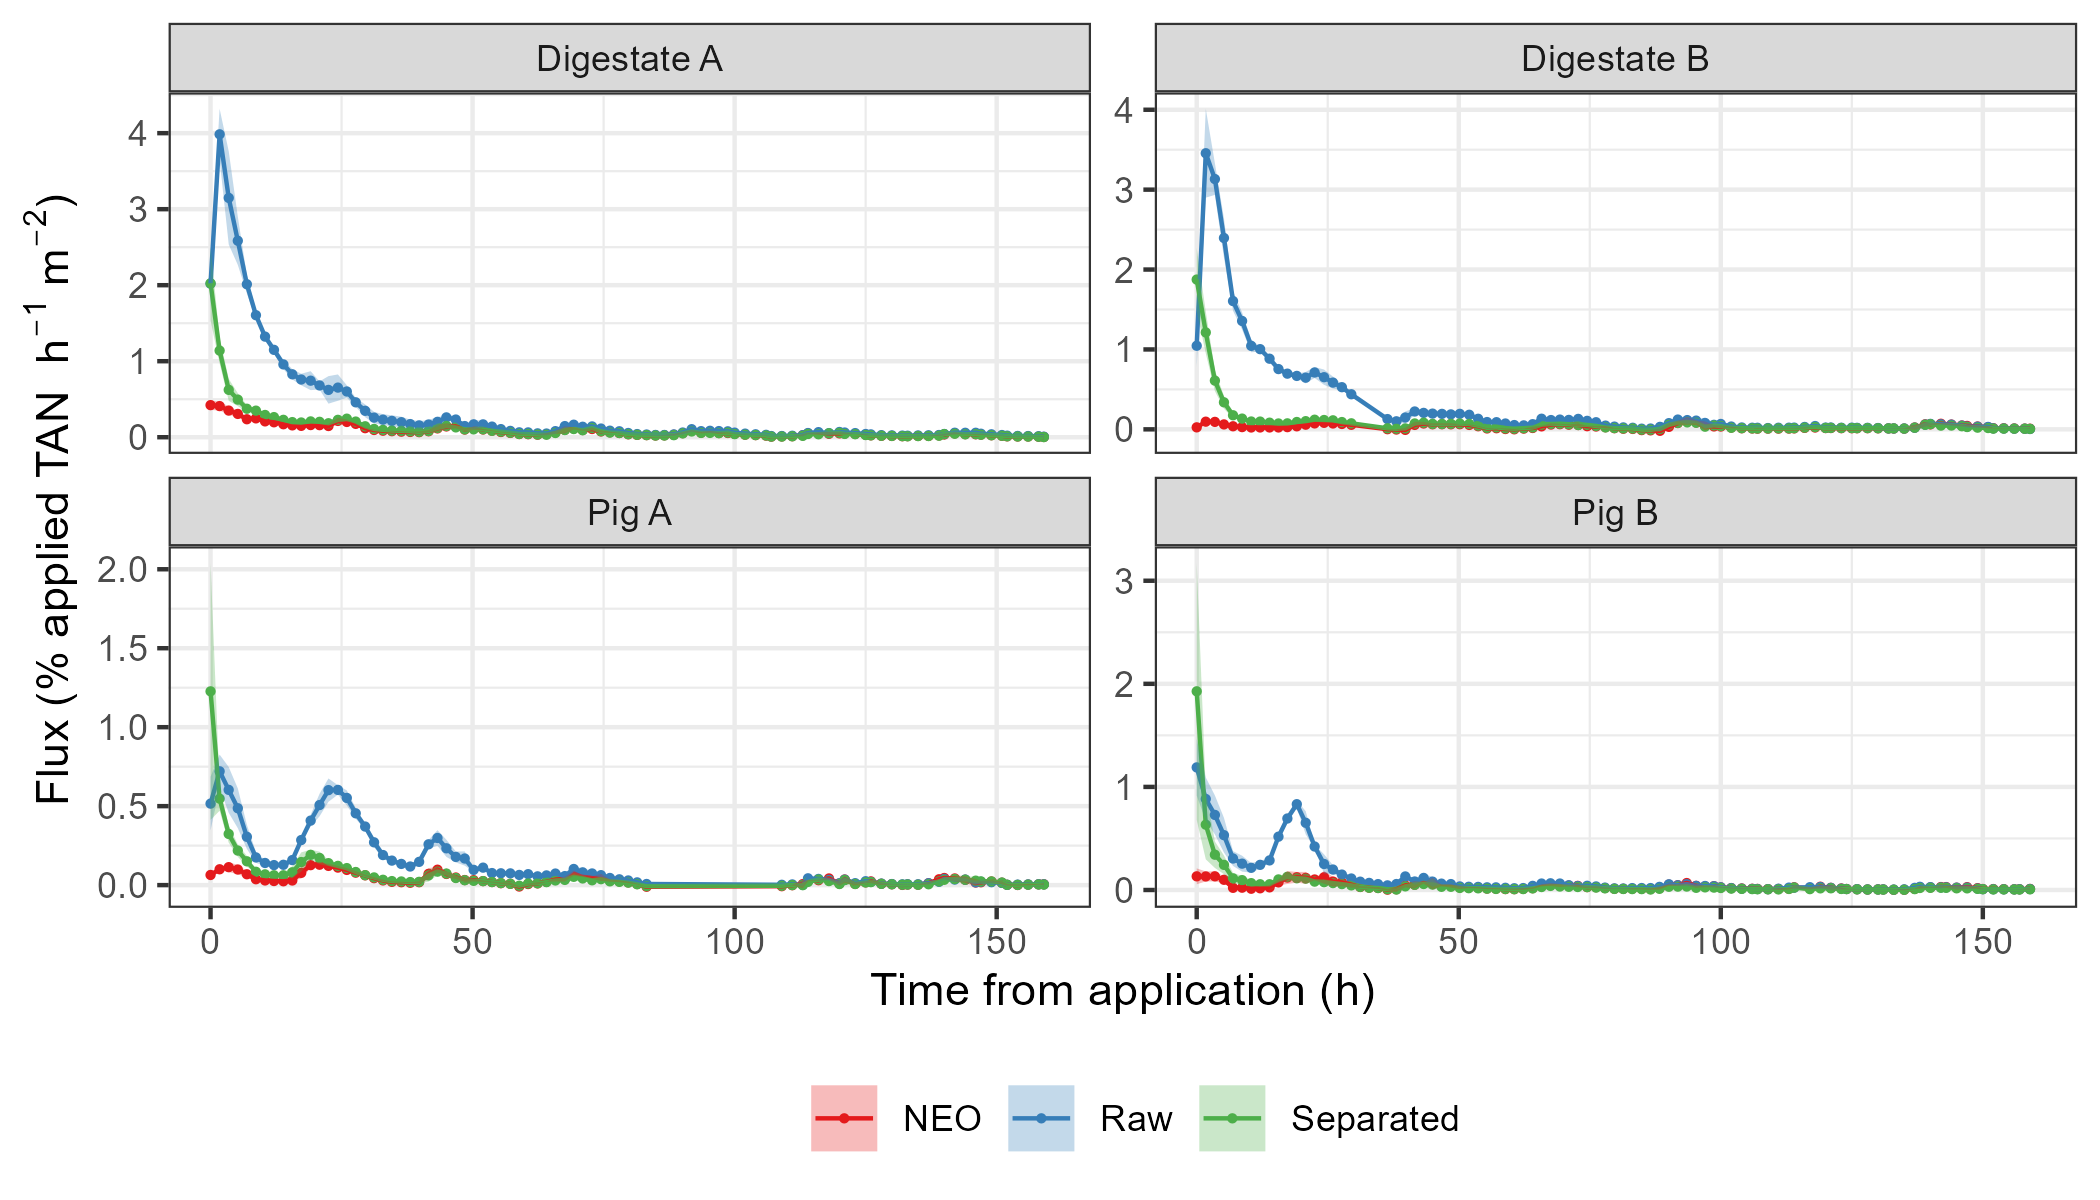 Digestate A
Digestate B
4
3
2
1
0
4
3
2
1
0
Pig A
Pig B
2.0
1.5
1.0
0.5
0.0
3
2
1
0
0 50 100 150
0 50 100 150
Flux (% applied TAN h⁻¹ m⁻²)
Time from application (h)
NEO Raw Separated